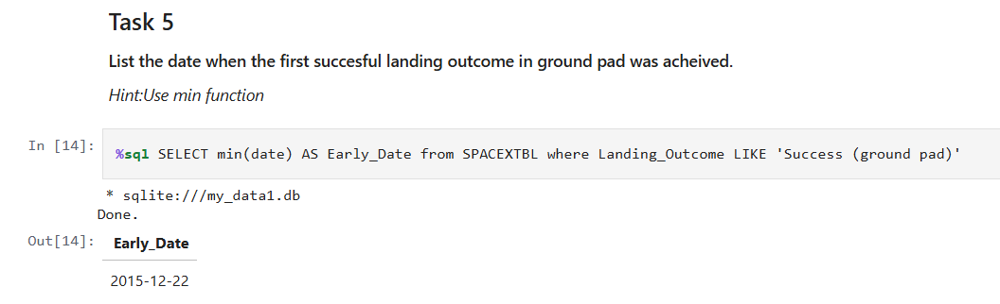 Task 5
List the date when the first succesful landing outcome in ground pad was acheived.
Hint:Use min function
In [14]: %sql SELECT min(date) AS Early_Date from SPACEXTBL where Landing_Outcome LIKE 'Success (ground pad)'
* sqlite:///my_data1.db
Done.
Out[14]: Early_Date
2015-12-22